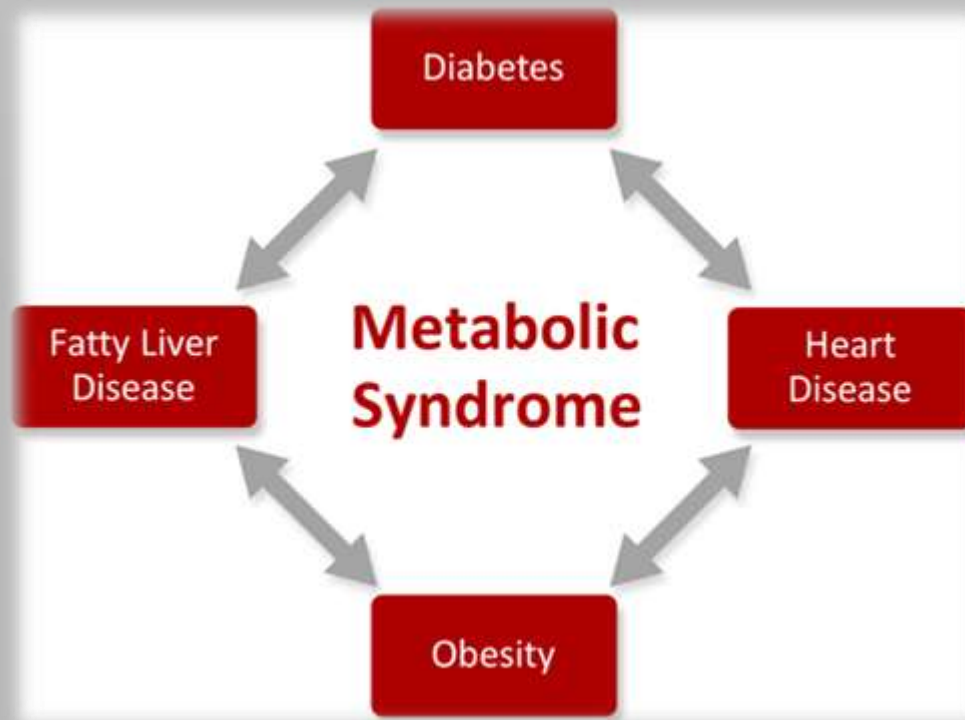 Diabetes
Fatty Liver
Disease
Metabolic
Syndrome
Heart
Disease
Obesity